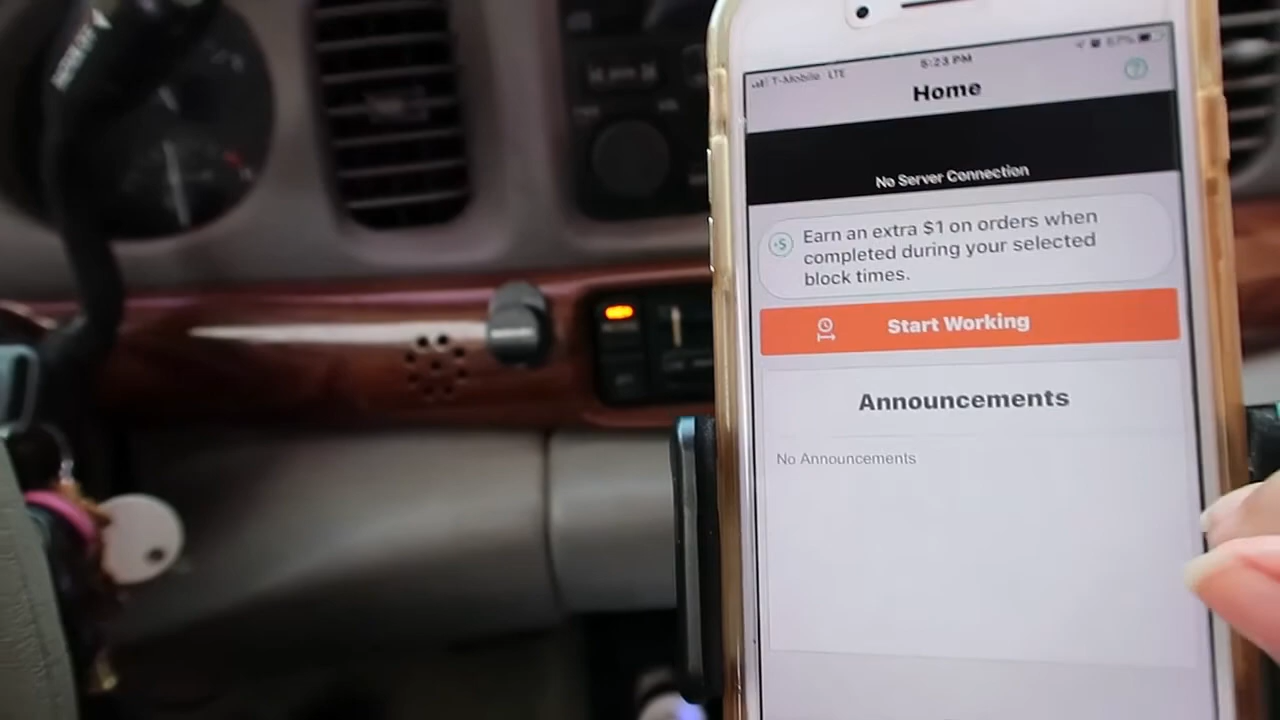 T-Mobile LTE
5:23 PM
67%
Home
No Server Connection
Earn an extra $1 on orders when
completed during your selected
block times.
Start Working
Announcements
No Announcements